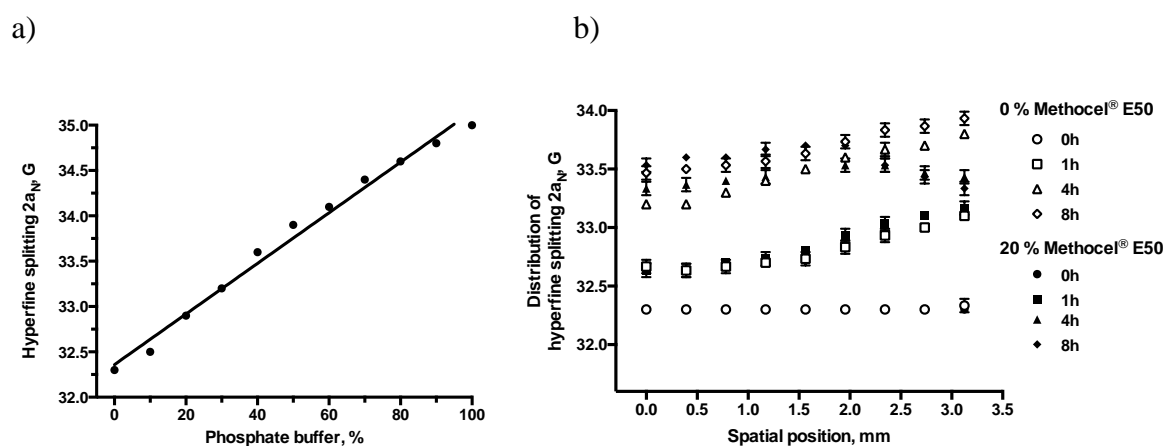 a)
Hyperfine splitting 2aN, G
35.0
34.5
34.0
33.5
33.0
32.5
32.0
0
20
40
60
80
100
Phosphate buffer, %
b)
Distribution of
hyperfine splitting 2aN, G
34.0
33.5
33.0
32.5
32.0
0.0
0.5
1.0
1.5
2.0
2.5
3.0
3.5
Spatial position, mm
0 % Methocel® E50
0h
1h
4h
8h
20 % Methocel® E50
0h
1h
4h
8h